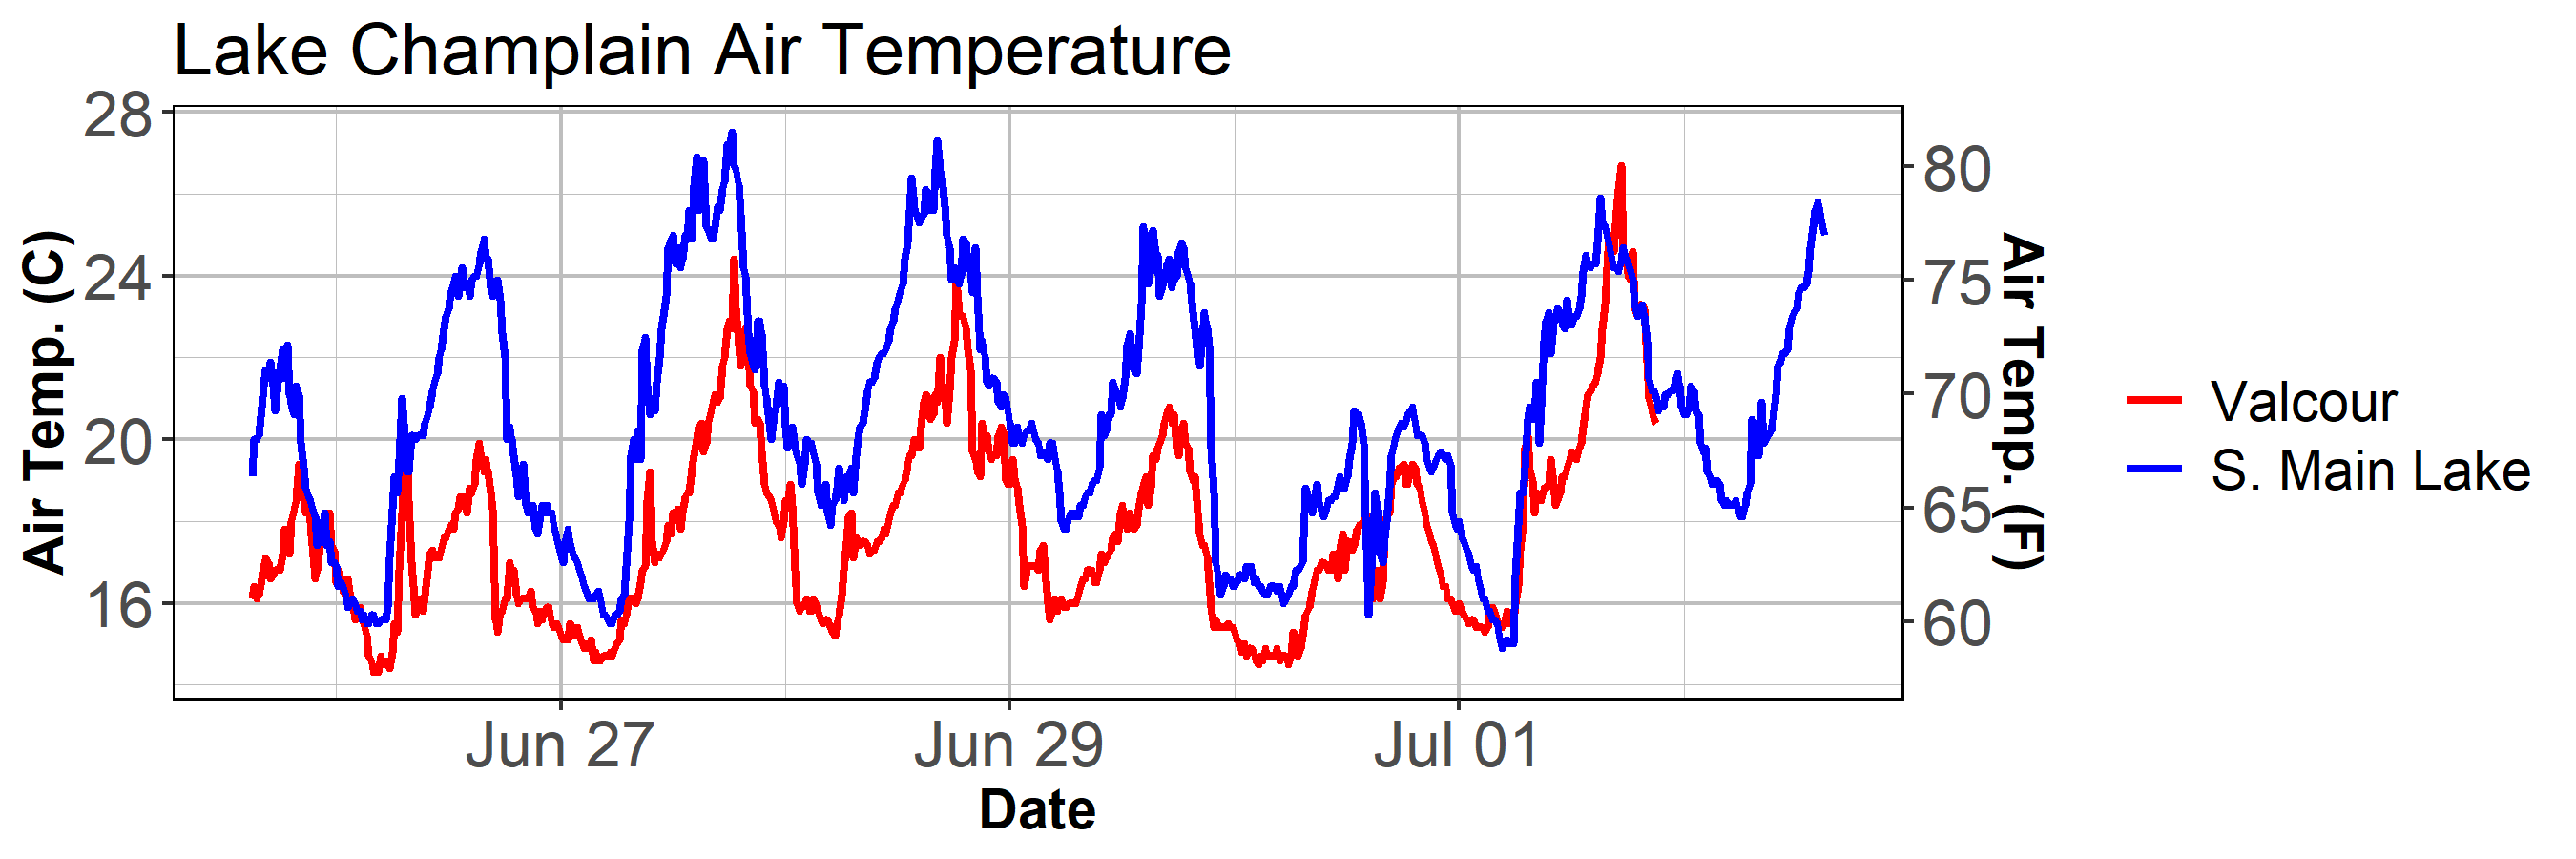 Lake Champlain Air Temperature
Air Temp. (C)
28
24
20
16
80
75
70
65
60
Air Temp. (F)
Jun 27
Jun 29
Jul 01
Date
Valcour
S. Main Lake